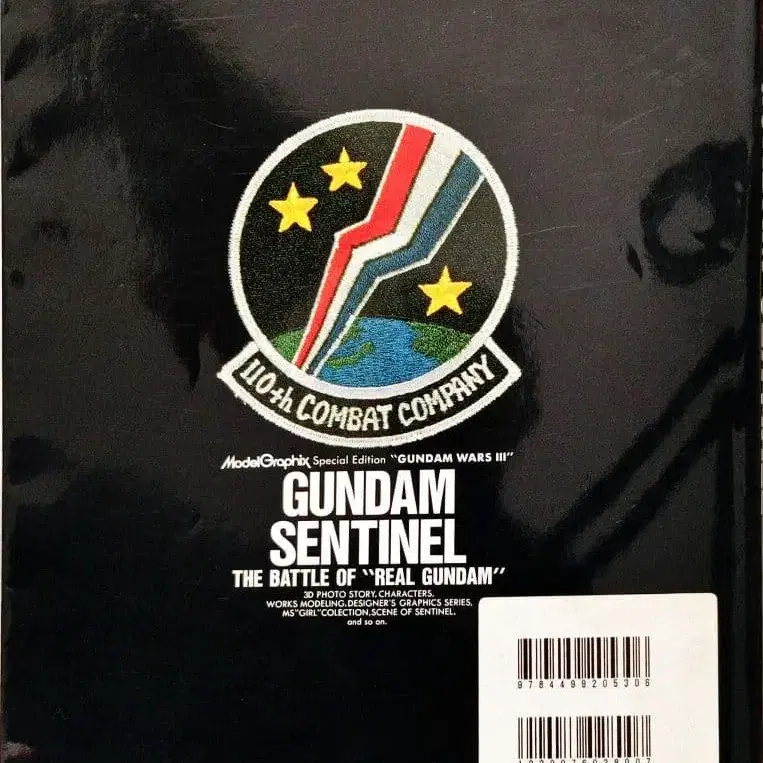 110th COMBAT COMPANY
ModelGraphix Special Edition "GUNDAM WARS III"
GUNDAM
SENTINEL
THE BATTLE OF "REAL GUNDAM"
3D PHOTO STORY, CHARACTERS,
WORKS MODELING, DESIGNER'S GRAPHICS SERIES,
MS"GIRL"COLECTION, SCENE OF SENTINEL,
and so on.
9784499205306